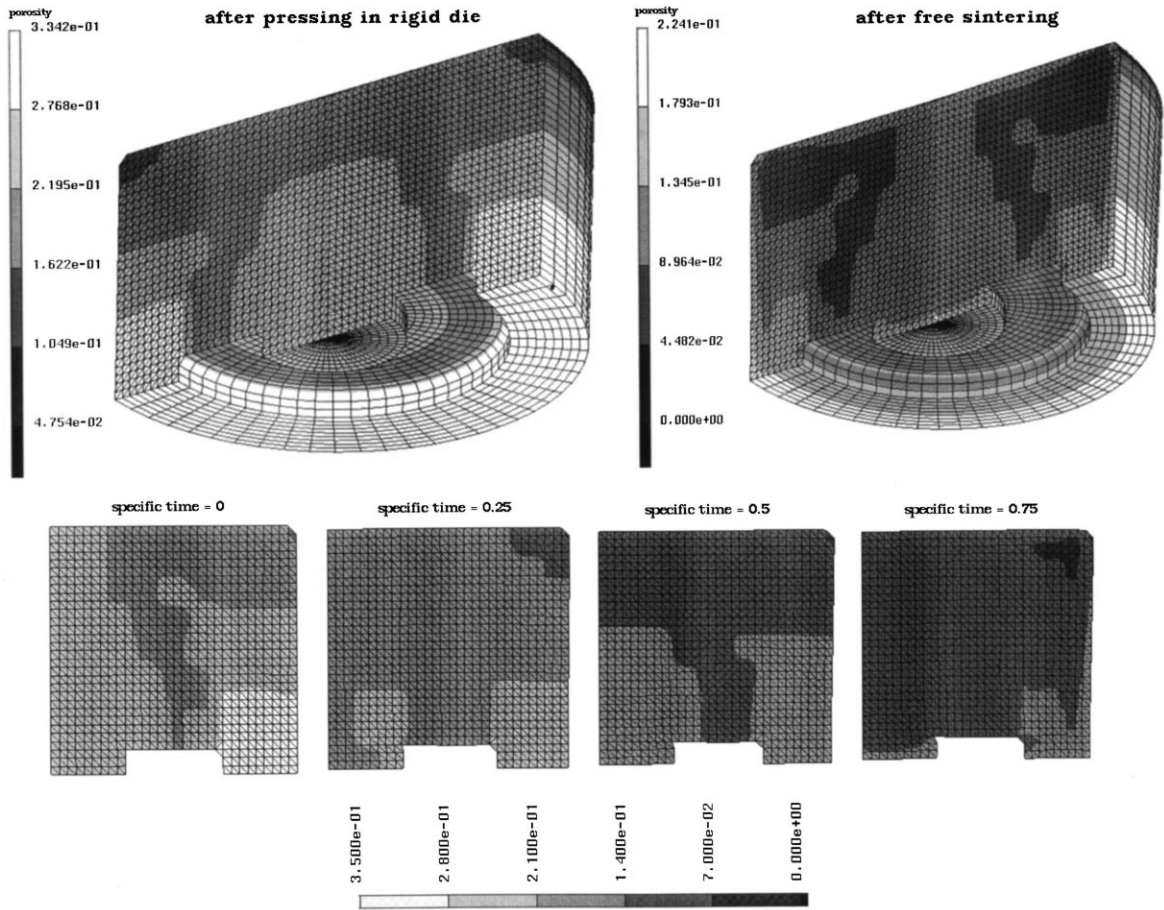 porosity
after pressing in rigid die
3.342e-01
2.768e-01
2.195e-01
1.622e-01
1.049e-01
4.754e-02
porosity
after free sintering
2.241e-01
1.793e-01
1.345e-01
8.964e-02
4.482e-02
0.000e+00
specific time = 0
specific time = 0.25
specific time = 0.5
specific time = 0.75
3.500e-01
2.800e-01
2.100e-01
1.400e-01
7.000e-02
0.000e+00